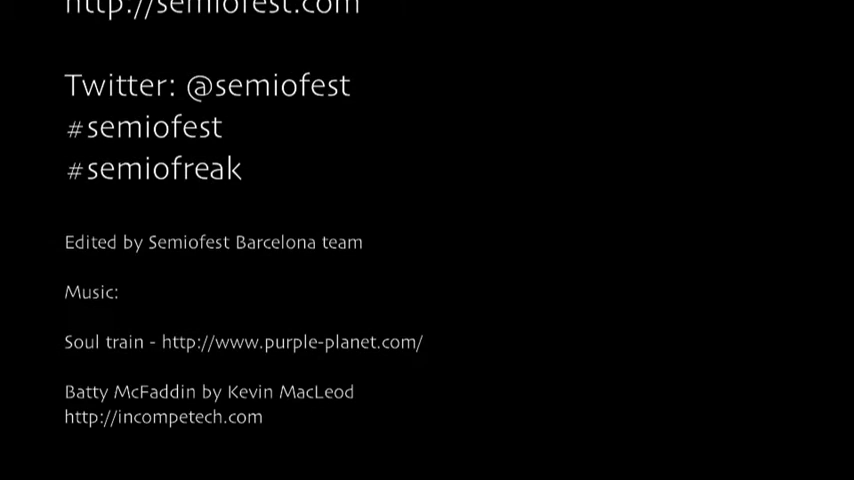 http://semiofest.com
Twitter: @semiofest
#semiofest
#semiofreak
Edited by Semiofest Barcelona team
Music:
Soul train - http://www.purple-planet.com/
Batty McFaddin by Kevin MacLeod
http://incompetech.com